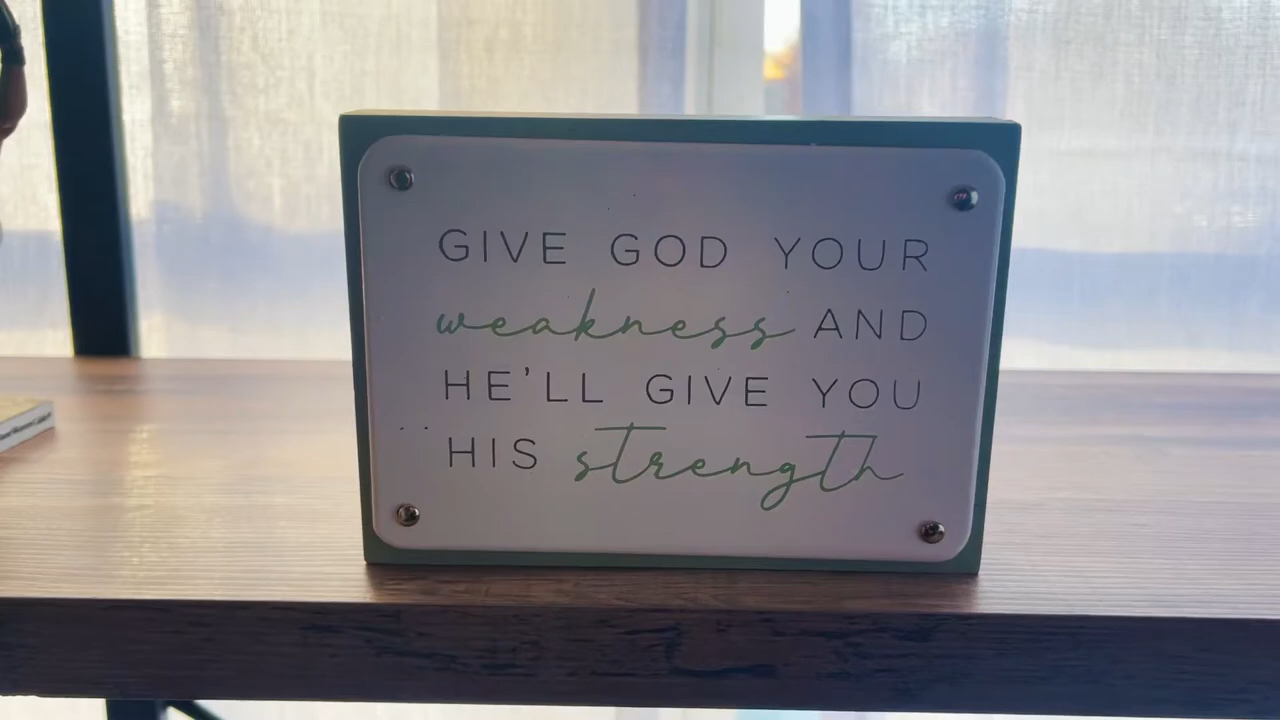 GIVE GOD YOUR
weakness AND
HE'LL GIVE YOU
HIS strength